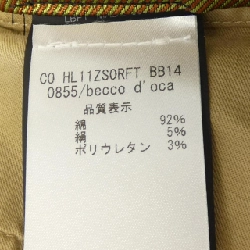 CO HL11ZSORFT BB14
0855/becco d'oca
品質表示
綿 92%
絹 5%
ポリウレタン 3%